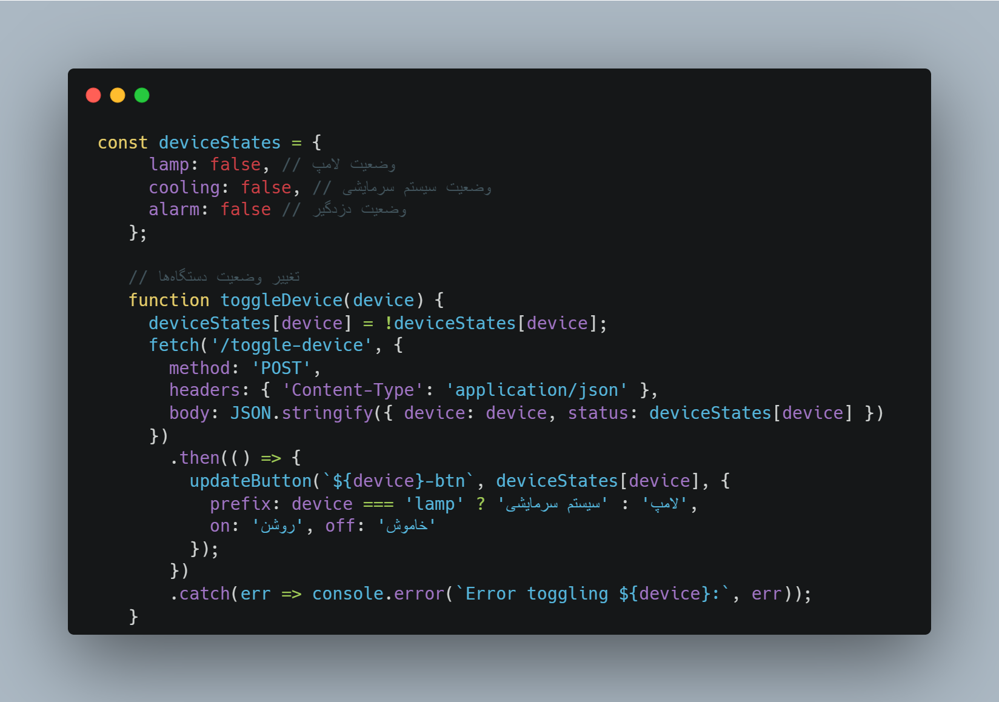 const deviceStates = {
lamp: false, // وضعیت لامپ
cooling: false, // وضعیت سیستم سرمایشی
alarm: false // وضعیت دزدگیر
};
// تغییر وضعیت دستگاه‌ها
function toggleDevice(device) {
deviceStates[device] = !deviceStates[device];
fetch('/toggle-device', {
method: 'POST',
headers: { 'Content-Type': 'application/json' },
body: JSON.stringify({ device: device, status: deviceStates[device] })
})
.then(() => {
updateButton(`${device}-btn`, deviceStates[device], {
prefix: device === 'lamp' ? 'لامپ' : 'سیستم سرمایشی',
on: 'روشن', off: 'خاموش'
});
})
.catch(err => console.error(`Error toggling ${device}:`, err));
}